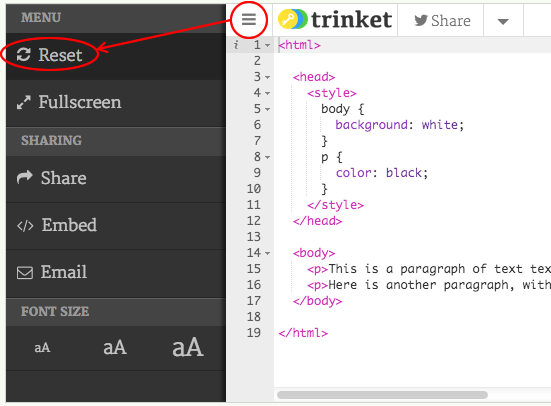 MENU
Reset
Fullscreen
SHARING
Share
</> Embed
Email
FONT SIZE
aA aA aA
trinket Share
i 1 <html>
2
3 <head>
4 <style>
5 body {
6 background: white;
7 }
8 p {
9 color: black;
10 }
11 </style>
12 </head>
13
14 <body>
15 <p>This is a paragraph of text tex
16 <p>Here is another paragraph, with
17 </body>
18
19 </html>